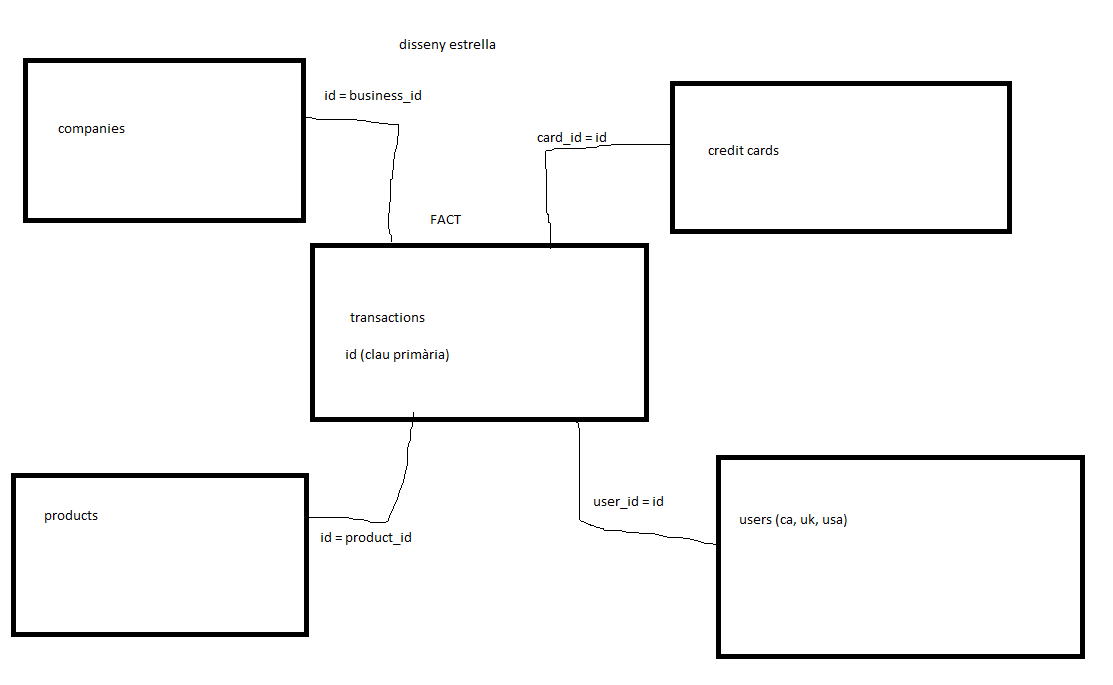 disseny estrella
companies
id = business_id
card_id = id
credit cards
FACT
transactions
id (clau primària)
products
id = product_id
user_id = id
users (ca, uk, usa)